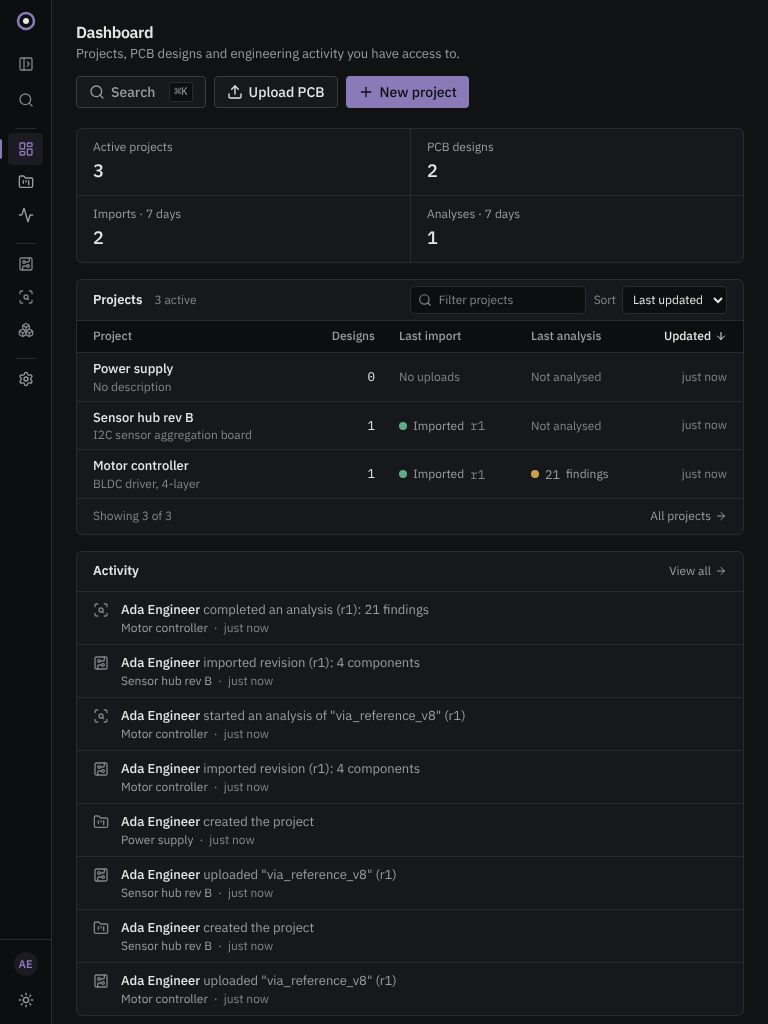 Dashboard
Projects, PCB designs and engineering activity you have access to.
Search ⌘K Upload PCB New project
Active projects
3
PCB designs
2
Imports · 7 days
2
Analyses · 7 days
1
Projects 3 active Filter projects Sort Last updated
Project Designs Last import Last analysis Updated ↓
Power supply
No description
0 No uploads Not analysed just now
Sensor hub rev B
I2C sensor aggregation board
1 Imported r1 Not analysed just now
Motor controller
BLDC driver, 4-layer
1 Imported r1 21 findings just now
Showing 3 of 3 All projects →
Activity View all →
Ada Engineer completed an analysis (r1): 21 findings
Motor controller · just now
Ada Engineer imported revision (r1): 4 components
Sensor hub rev B · just now
Ada Engineer started an analysis of "via_reference_v8" (r1)
Motor controller · just now
Ada Engineer imported revision (r1): 4 components
Motor controller · just now
Ada Engineer created the project
Power supply · just now
Ada Engineer uploaded "via_reference_v8" (r1)
Sensor hub rev B · just now
Ada Engineer created the project
Sensor hub rev B · just now
Ada Engineer uploaded "via_reference_v8" (r1)
Motor controller · just now
AE